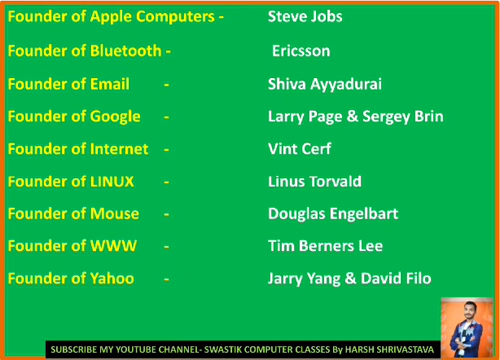 Founder of Apple Computers - Steve Jobs
Founder of Bluetooth - Ericsson
Founder of Email - Shiva Ayyadurai
Founder of Google - Larry Page & Sergey Brin
Founder of Internet - Vint Cerf
Founder of LINUX - Linus Torvald
Founder of Mouse - Douglas Engelbart
Founder of WWW - Tim Berners Lee
Founder of Yahoo - Jarry Yang & David Filo
SUBSCRIBE MY YOUTUBE CHANNEL- SWASTIK COMPUTER CLASSES By HARSH SHRIVASTAVA